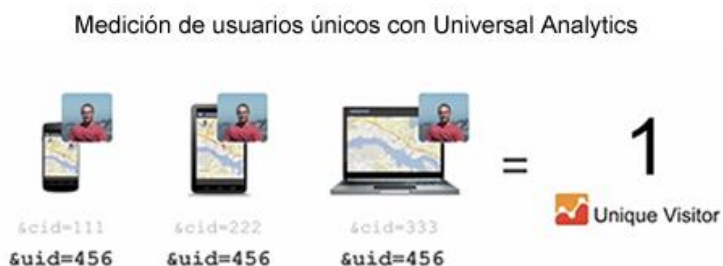 Medición de usuarios únicos con Universal Analytics
= 1
Unique Visitor
&cid=111 &cid=222 &cid=333
&uid=456 &uid=456 &uid=456